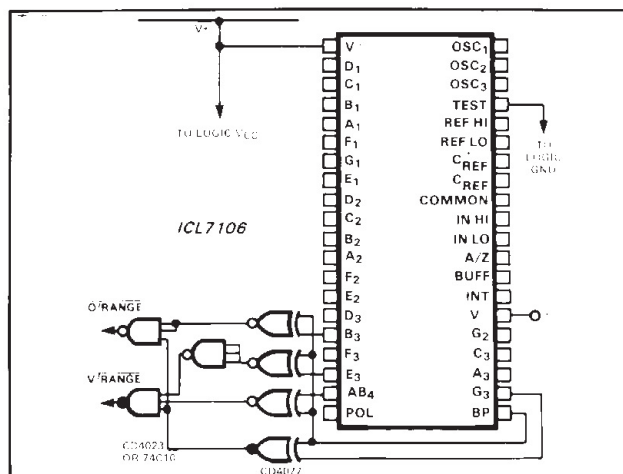 V+
TO LOGIC VCC
ICL7106
V
D1
C1
B1
A1
F1
G1
E1
D2
C2
B2
A2
F2
E2
D3
B3
F3
E3
AB4
POL
OSC1
OSC2
OSC3
TEST
REF HI
REF LO
CREF
CREF
COMMON
IN HI
IN LO
A/Z
BUFF
INT
V
G2
C3
A3
G3
BP
TO
LOGIC
GND
O/RANGE
U/RANGE
CD4023
OR 74C10
CD4077